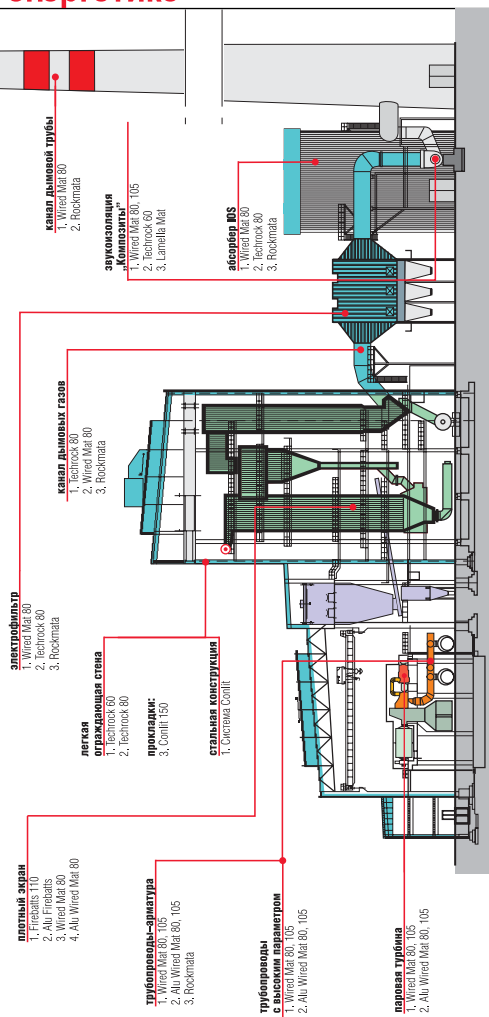 энергетике
плотный экран
1. Firebatts 110
2. Alu Firebatts
3. Wired Mat 80
4. Alu Wired Mat 80
электрофильтр
1. Wired Mat 80
2. Techrock 80
3. Rockmata
канал дымовой трубы
1. Wired Mat 80
2. Rockmata
звукоизоляция
„Композиты”
1. Wired Mat 80, 105
2. Techrock 60
3. Lamella Mat
канал дымовых газов
1. Techrock 80
2. Wired Mat 80
3. Rockmata
легкая
ограждающая стена
1. Techrock 60
2. Techrock 80
прокладки:
3. Conlit 150
трубопроводы–арматура
1. Wired Mat 80, 105
2. Alu Wired Mat 80, 105
3. Rockmata
стальная конструкция
1. Система Conlit
абсорбер IOS
1. Wired Mat 80
2. Techrock 80
3. Rockmata
трубопроводы
с высоким параметром
1. Wired Mat 80, 105
2. Alu Wired Mat 80, 105
паровая турбина
1. Wired Mat 80, 105
2. Alu Wired Mat 80, 105